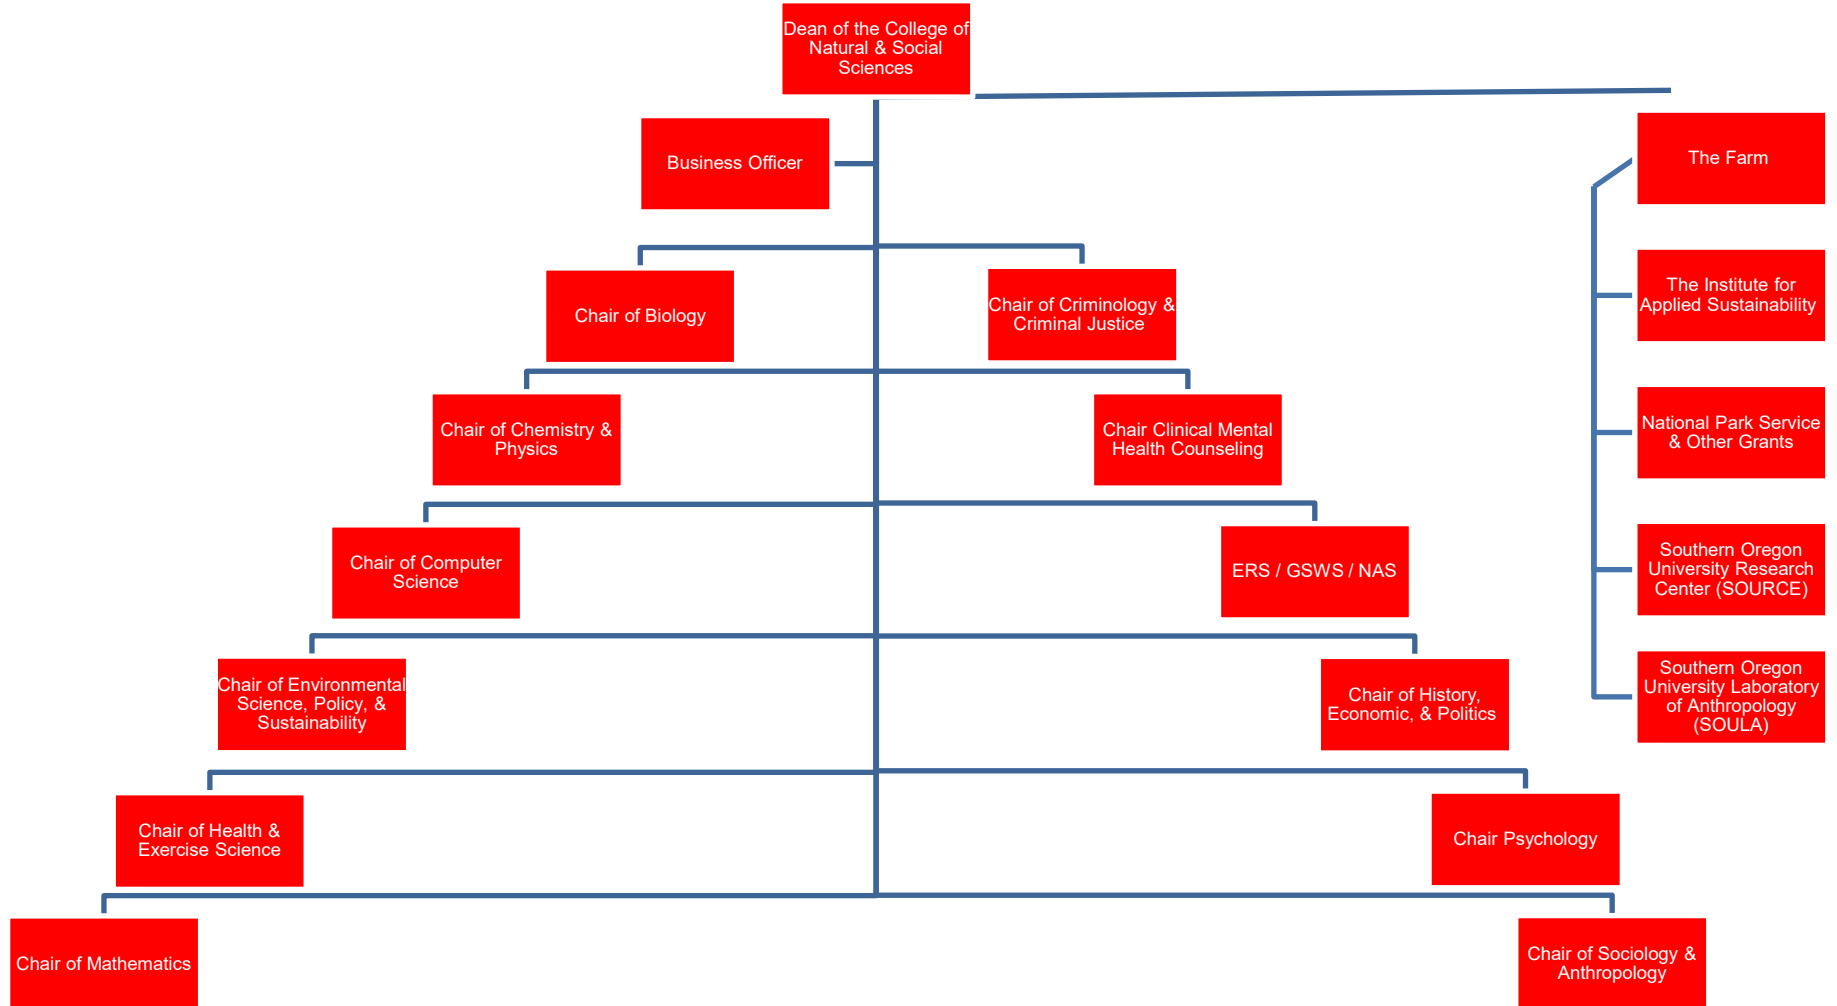 Dean of the College of
Natural & Social
Sciences
Business Officer
The Farm
Chair of Biology
Chair of Criminology &
Criminal Justice
The Institute for
Applied Sustainability
Chair of Chemistry &
Physics
Chair Clinical Mental
Health Counseling
National Park Service
& Other Grants
Chair of Computer
Science
ERS / GSWS / NAS
Southern Oregon
University Research
Center (SOURCE)
Chair of Environmental
Science, Policy, &
Sustainability
Chair of History,
Economic, & Politics
Southern Oregon
University Laboratory
of Anthropology
(SOULA)
Chair of Health &
Exercise Science
Chair Psychology
Chair of Mathematics
Chair of Sociology &
Anthropology